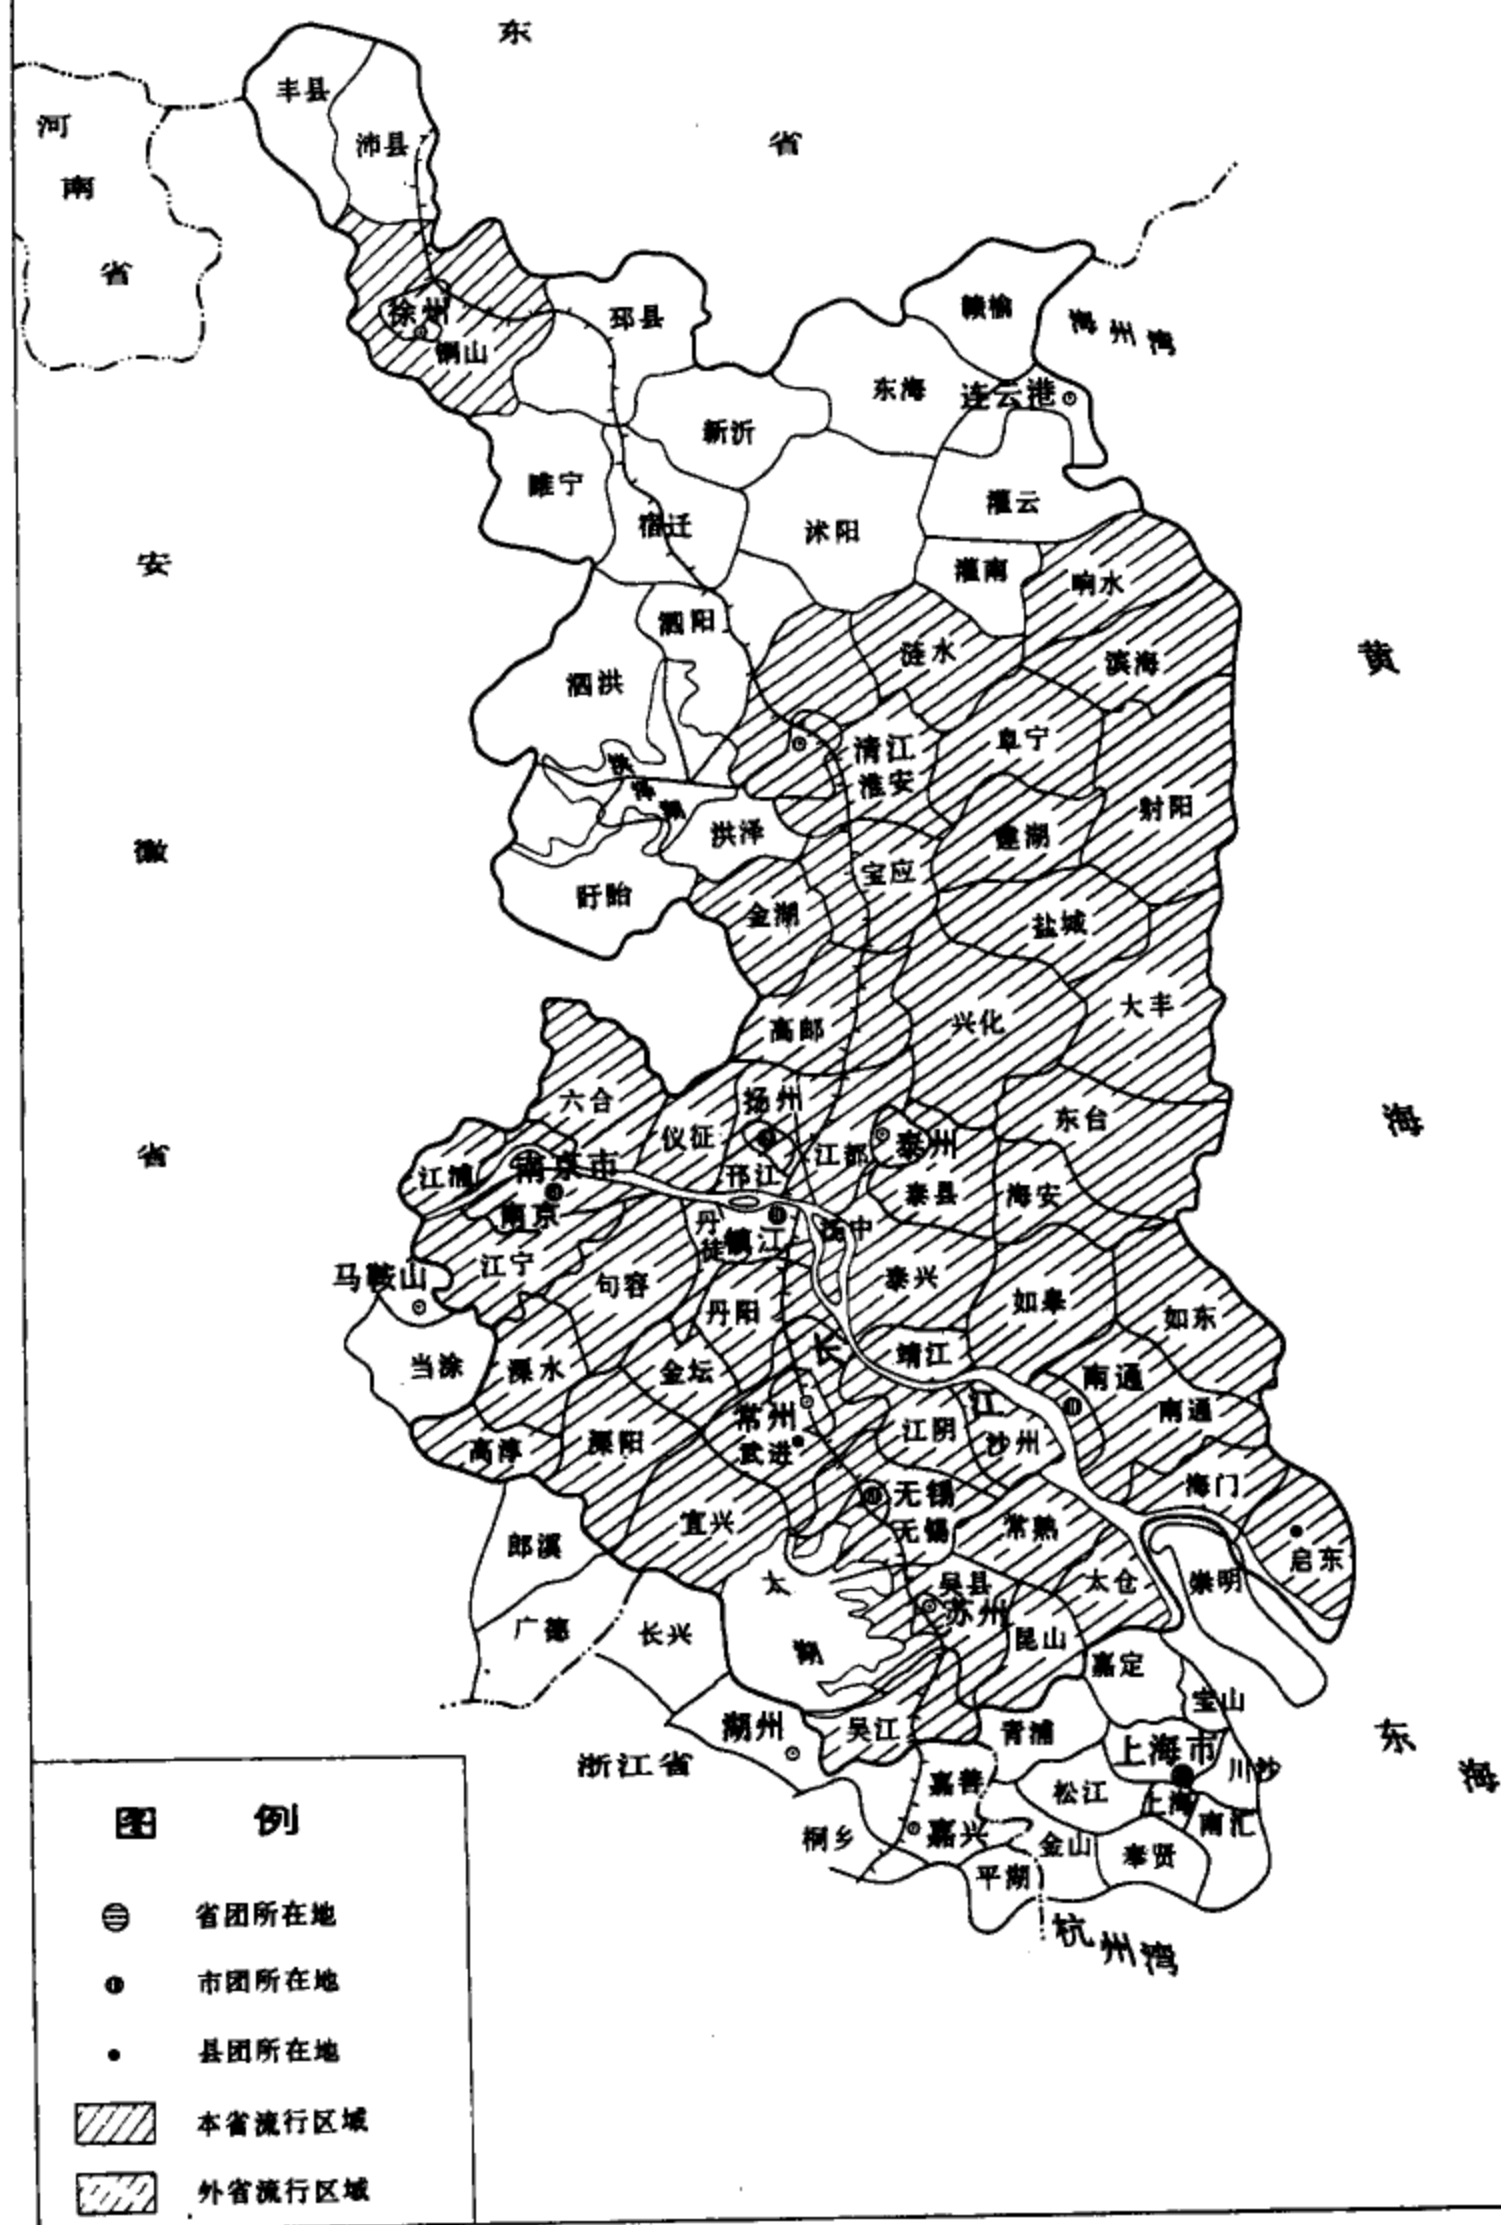 东
省
河
南
省
丰县
沛县
徐州
铜山
邳县
赣榆
海州湾
东海
连云港
新沂
睢宁
宿迁
沭阳
灌云
灌南
响水
安
徽
省
泗阳
泗洪
涟水
滨海
黄
海
洪泽湖
清江
淮安
阜宁
射阳
洪泽
宝应
建湖
盱眙
金湖
盐城
高邮
兴化
大丰
六合
扬州
仪征
江都
泰州
东台
江浦
南京市
南京
邗江
泰县
海安
丹徒
镇江
扬中
马鞍山
江宁
句容
丹阳
泰兴
如皋
如东
当涂
溧水
金坛
长
江
靖江
南通
南通
高淳
溧阳
常州
武进
江阴
沙州
海门
宜兴
无锡
无锡
常熟
启东
郎溪
太
湖
吴县
苏州
太仓
崇明
广德
长兴
昆山
嘉定
宝山
湖州
吴江
青浦
上海市
川沙
东
海
浙江省
嘉善
松江
上海
南汇
桐乡
嘉兴
金山
奉贤
平湖
杭州湾
图 例
省团所在地
市团所在地
县团所在地
本省流行区域
外省流行区域